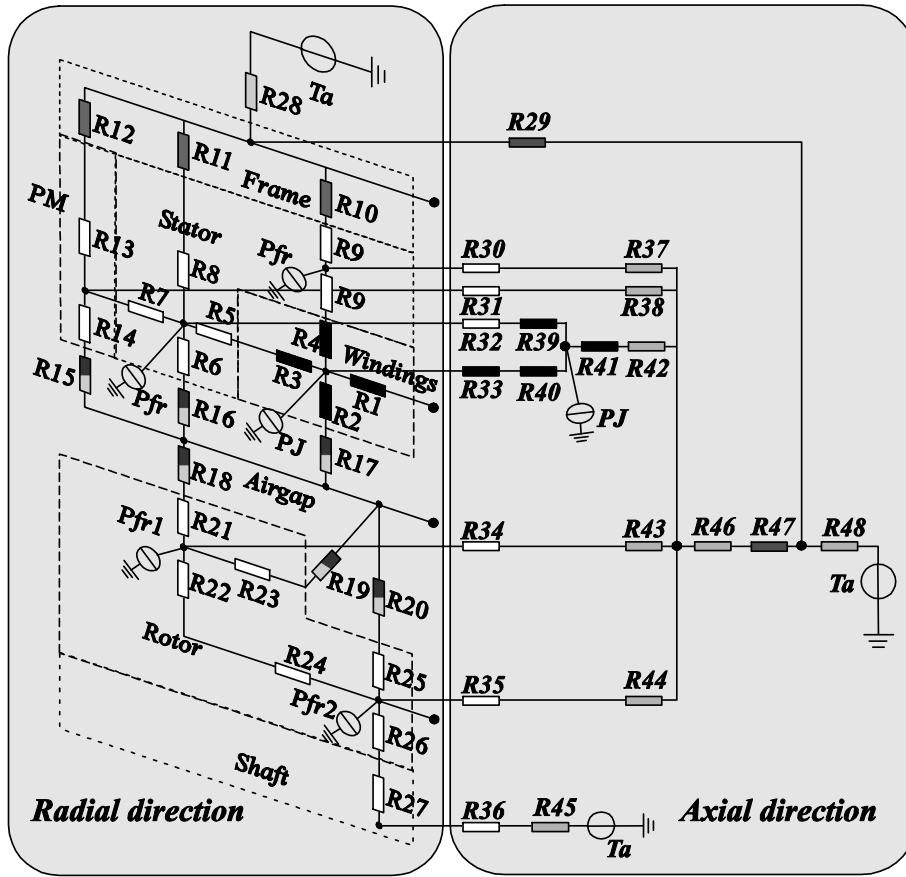 Ta
R28
R12
R11
R29
Frame
R10
PM
Stator
R13
R8
Pfr
R9
R30
R37
R7
R5
R9
R31
R38
R14
R6
R4
R32
R39
R15
R3
Windings
R41
R42
Pfr
R16
R1
R33
R40
PJ
R2
PJ
R17
R18
Airgap
Pfr1
R21
R34
R43
R46
R47
R48
R22
R23
R19
R20
Ta
Rotor
R24
R25
R35
R44
Pfr2
R26
Shaft
R27
R36
R45
Ta
Radial direction
Axial direction